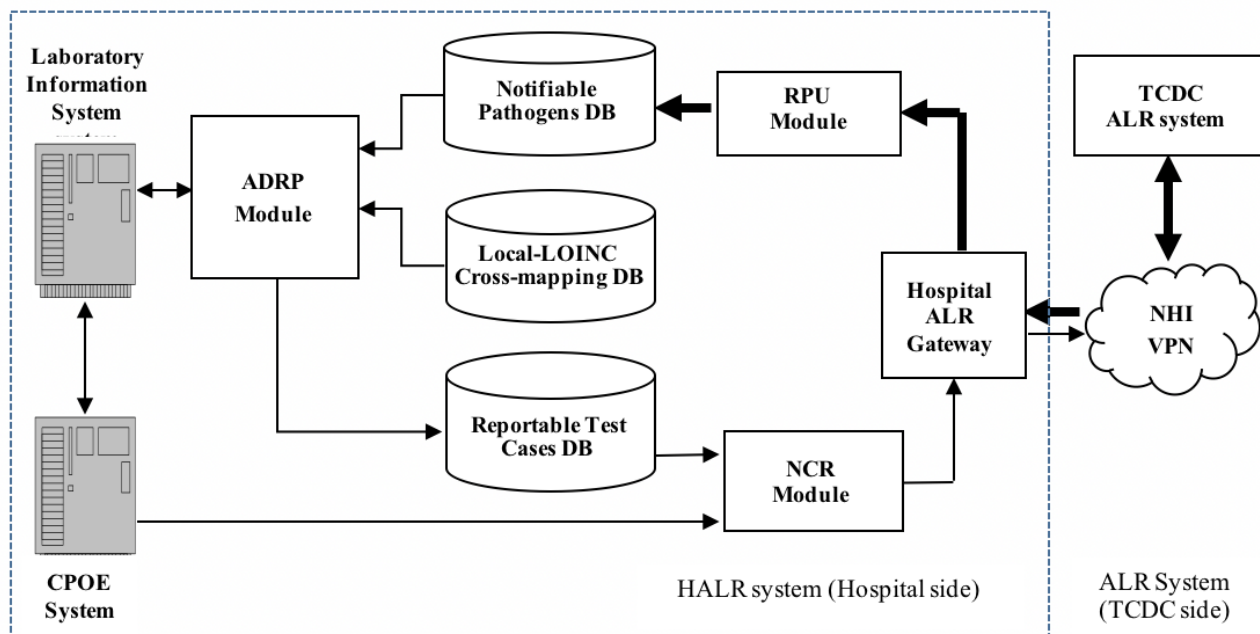 Laboratory
Information
System
system
Notifiable
Pathogens DB
RPU
Module
TCDC
ALR system
ADRP
Module
Local-LOINC
Cross-mapping DB
Hospital
ALR
Gateway
NHI
VPN
Reportable Test
Cases DB
NCR
Module
CPOE
System
HALR system (Hospital side)
ALR System
(TCDC side)